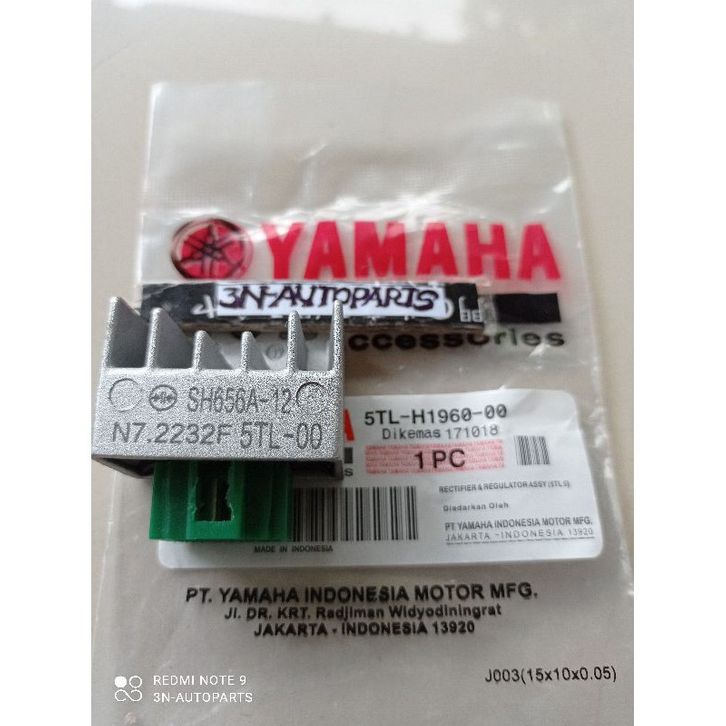 YAMAHA
3N-AUTOPARTS
ccessories
SH656A-12
N7.2232F 5TL-00
5TL-H1960-00
Dikemas 171018
1 PC
RECTIFIER & REGULATOR ASSY (5TL5)
Diedarkan Oleh
PT YAMAHA INDONESIA MOTOR MFG.
JAKARTA - INDONESIA 13920
MADE IN INDONESIA
PT. YAMAHA INDONESIA MOTOR MFG.
Jl. DR. KRT. Radjiman Widyodiningrat
JAKARTA - INDONESIA 13920
J003(15x10x0.05)
REDMI NOTE 9
3N-AUTOPARTS